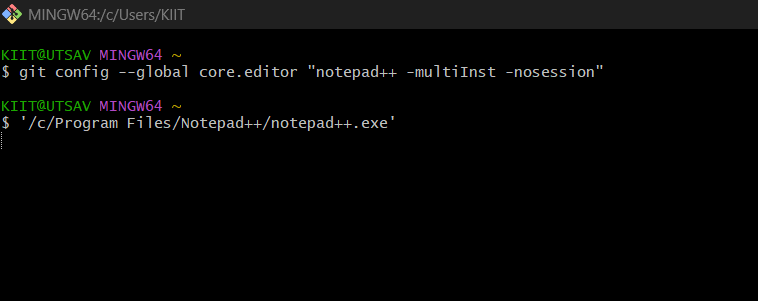 MINGW64:/c/Users/KIIT
KIIT@UTSAV MINGW64 ~
$ git config --global core.editor "notepad++ -multiInst -nosession"
KIIT@UTSAV MINGW64 ~
$ '/c/Program Files/Notepad++/notepad++.exe'